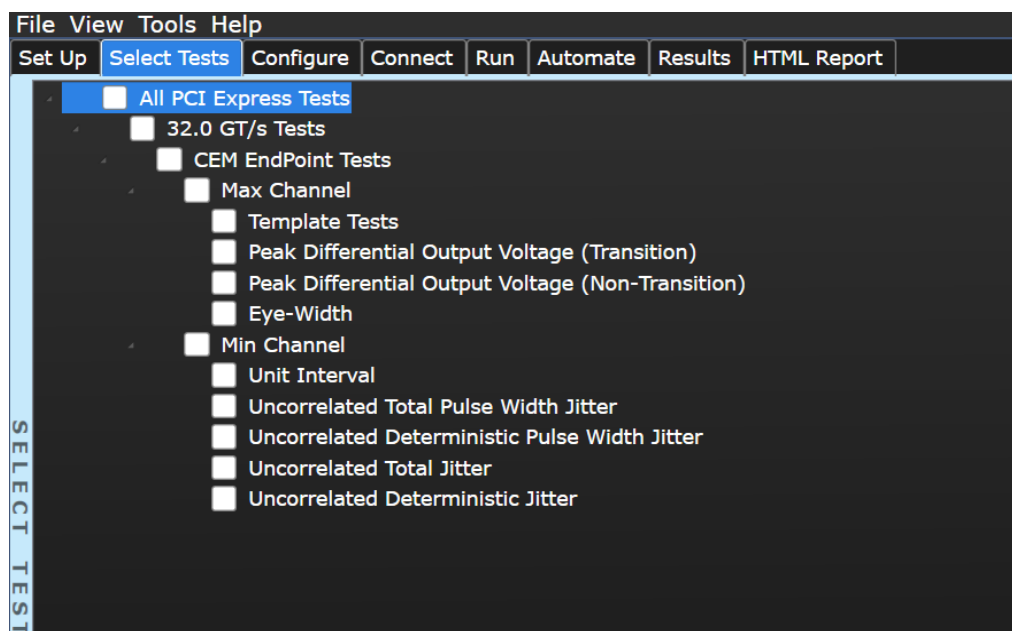 File View Tools Help
Set Up Select Tests Configure Connect Run Automate Results HTML Report
All PCI Express Tests
32.0 GT/s Tests
CEM EndPoint Tests
Max Channel
Template Tests
Peak Differential Output Voltage (Transition)
Peak Differential Output Voltage (Non-Transition)
Eye-Width
Min Channel
Unit Interval
Uncorrelated Total Pulse Width Jitter
Uncorrelated Deterministic Pulse Width Jitter
Uncorrelated Total Jitter
Uncorrelated Deterministic Jitter
SELECT TEST